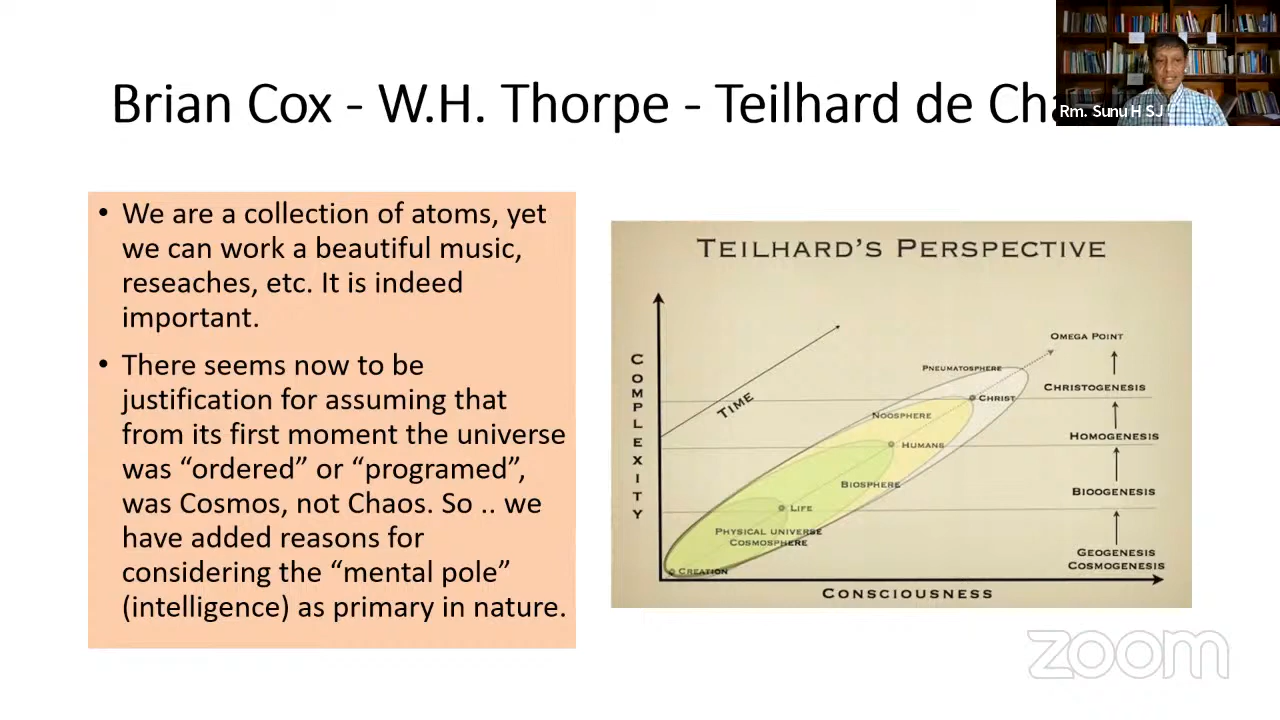 Brian Cox - W.H. Thorpe - Teilhard de Cha
Rm. Sunu H SJ
• We are a collection of atoms, yet
we can work a beautiful music,
reseaches, etc. It is indeed
important.
• There seems now to be
justification for assuming that
from its first moment the universe
was “ordered” or “programed”,
was Cosmos, not Chaos. So .. we
have added reasons for
considering the “mental pole”
(intelligence) as primary in nature.
TEILHARD'S PERSPECTIVE
COMPLEXITY
TIME
OMEGA POINT
PNEUMATOSPHERE
CHRISTOGENESIS
CHRIST
NOOSPHERE
HOMOGENESIS
HUMANS
BIOSPHERE
BIOOGENESIS
LIFE
PHYSICAL UNIVERSE
COSMOSPHERE
GEOGENESIS
COSMOGENESIS
CREATION
CONSCIOUSNESS
zoom